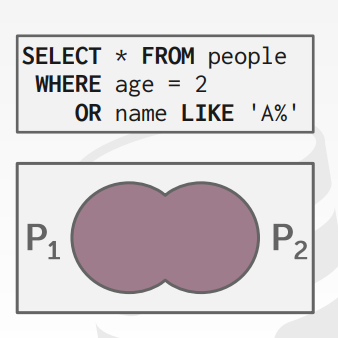 SELECT * FROM people
WHERE age = 2
OR name LIKE 'A%'
P1 P2